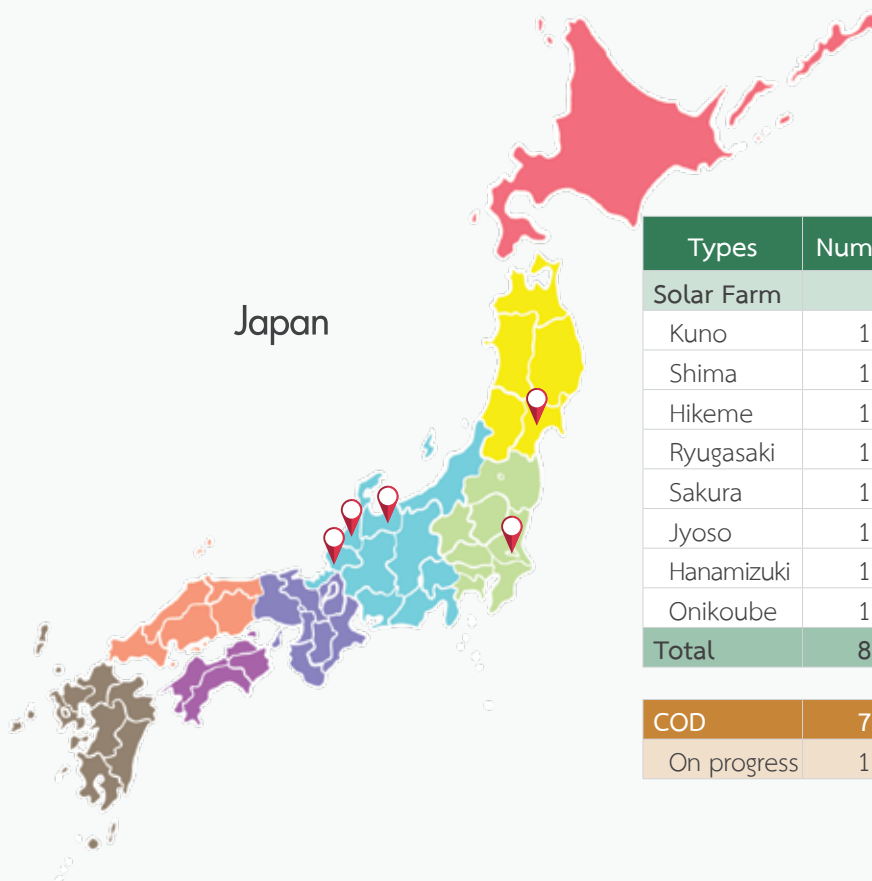 Japan
Types Num
Solar Farm
Kuno 1
Shima 1
Hikeme 1
Ryugasaki 1
Sakura 1
Jyoso 1
Hanamizuki 1
Onikoube 1
Total 8
COD 7
On progress 1